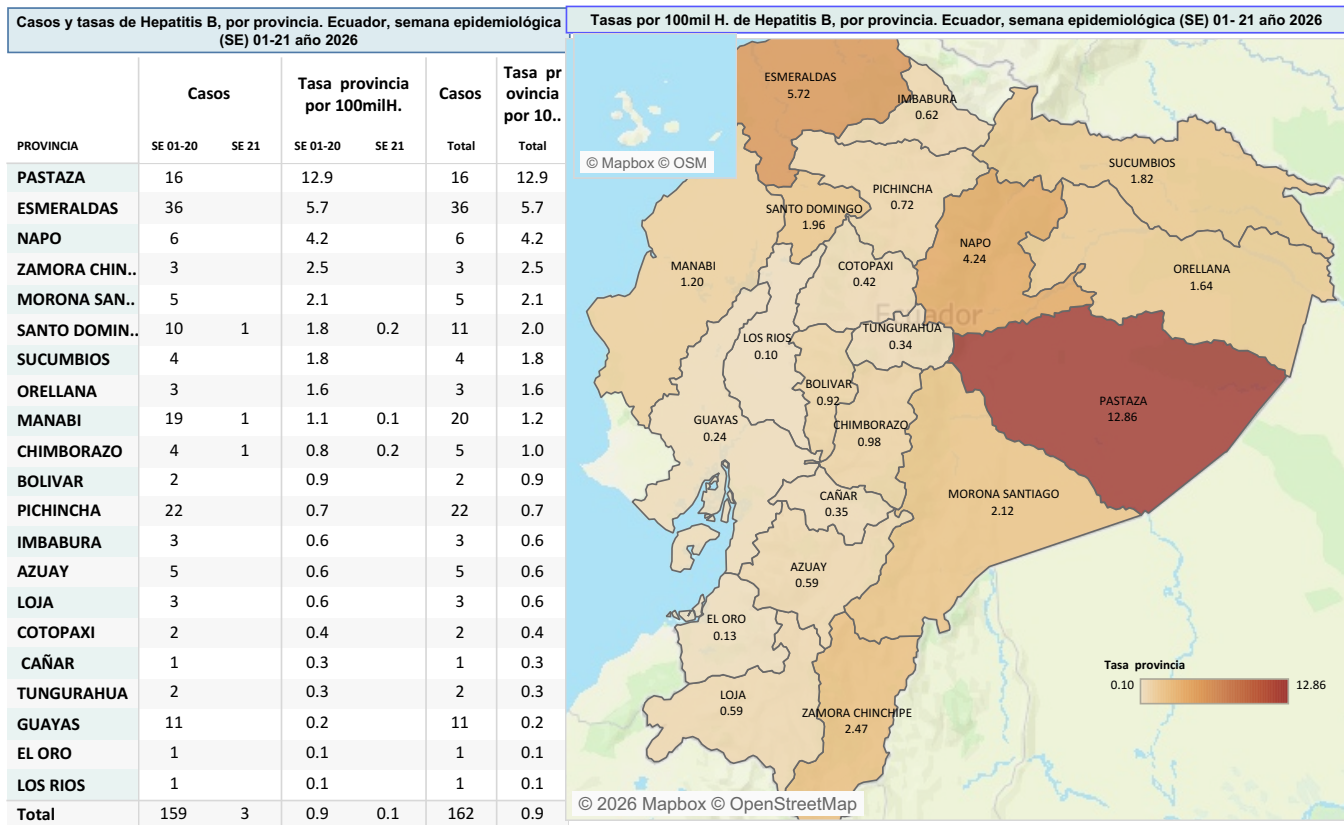 Casos y tasas de Hepatitis B, por provincia. Ecuador, semana epidemiológica
(SE) 01-21 año 2026
Casos Tasa provincia por 100milH. Casos Tasa pr ovincia por 10..
PROVINCIA SE 01-20 SE 21 SE 01-20 SE 21 Total Total
PASTAZA 16 12.9 16 12.9
ESMERALDAS 36 5.7 36 5.7
NAPO 6 4.2 6 4.2
ZAMORA CHIN.. 3 2.5 3 2.5
MORONA SAN.. 5 2.1 5 2.1
SANTO DOMIN.. 10 1 1.8 0.2 11 2.0
SUCUMBIOS 4 1.8 4 1.8
ORELLANA 3 1.6 3 1.6
MANABI 19 1 1.1 0.1 20 1.2
CHIMBORAZO 4 1 0.8 0.2 5 1.0
BOLIVAR 2 0.9 2 0.9
PICHINCHA 22 0.7 22 0.7
IMBABURA 3 0.6 3 0.6
AZUAY 5 0.6 5 0.6
LOJA 3 0.6 3 0.6
COTOPAXI 2 0.4 2 0.4
CAÑAR 1 0.3 1 0.3
TUNGURAHUA 2 0.3 2 0.3
GUAYAS 11 0.2 11 0.2
EL ORO 1 0.1 1 0.1
LOS RIOS 1 0.1 1 0.1
Total 159 3 0.9 0.1 162 0.9
Tasas por 100mil H. de Hepatitis B, por provincia. Ecuador, semana epidemiológica (SE) 01- 21 año 2026
© Mapbox © OSM
ESMERALDAS
5.72
IMBABURA
0.62
SUCUMBIOS
1.82
PICHINCHA
0.72
SANTO DOMINGO
1.96
NAPO
4.24
MANABI
1.20
COTOPAXI
0.42
ORELLANA
1.64
Ecuador
TUNGURAHUA
0.34
LOS RIOS
0.10
BOLIVAR
0.92
PASTAZA
12.86
GUAYAS
0.24
CHIMBORAZO
0.98
CAÑAR
0.35
MORONA SANTIAGO
2.12
AZUAY
0.59
EL ORO
0.13
LOJA
0.59
ZAMORA CHINCHIPE
2.47
Tasa provincia
0.10 12.86
© 2026 Mapbox © OpenStreetMap